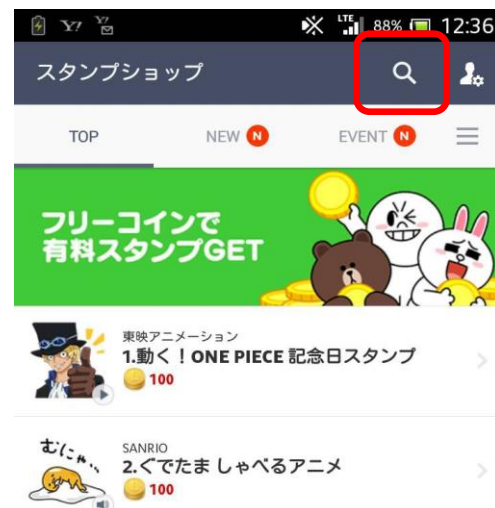 Y! Y! LTE 88% 12:36
スタンプショップ
TOP NEW N EVENT N
フリーコインで
有料スタンプGET
東映アニメーション
1.動く！ONE PIECE 記念日スタンプ
100
むにゃ..
SANRIO
2.ぐでたま しゃべるアニメ
100